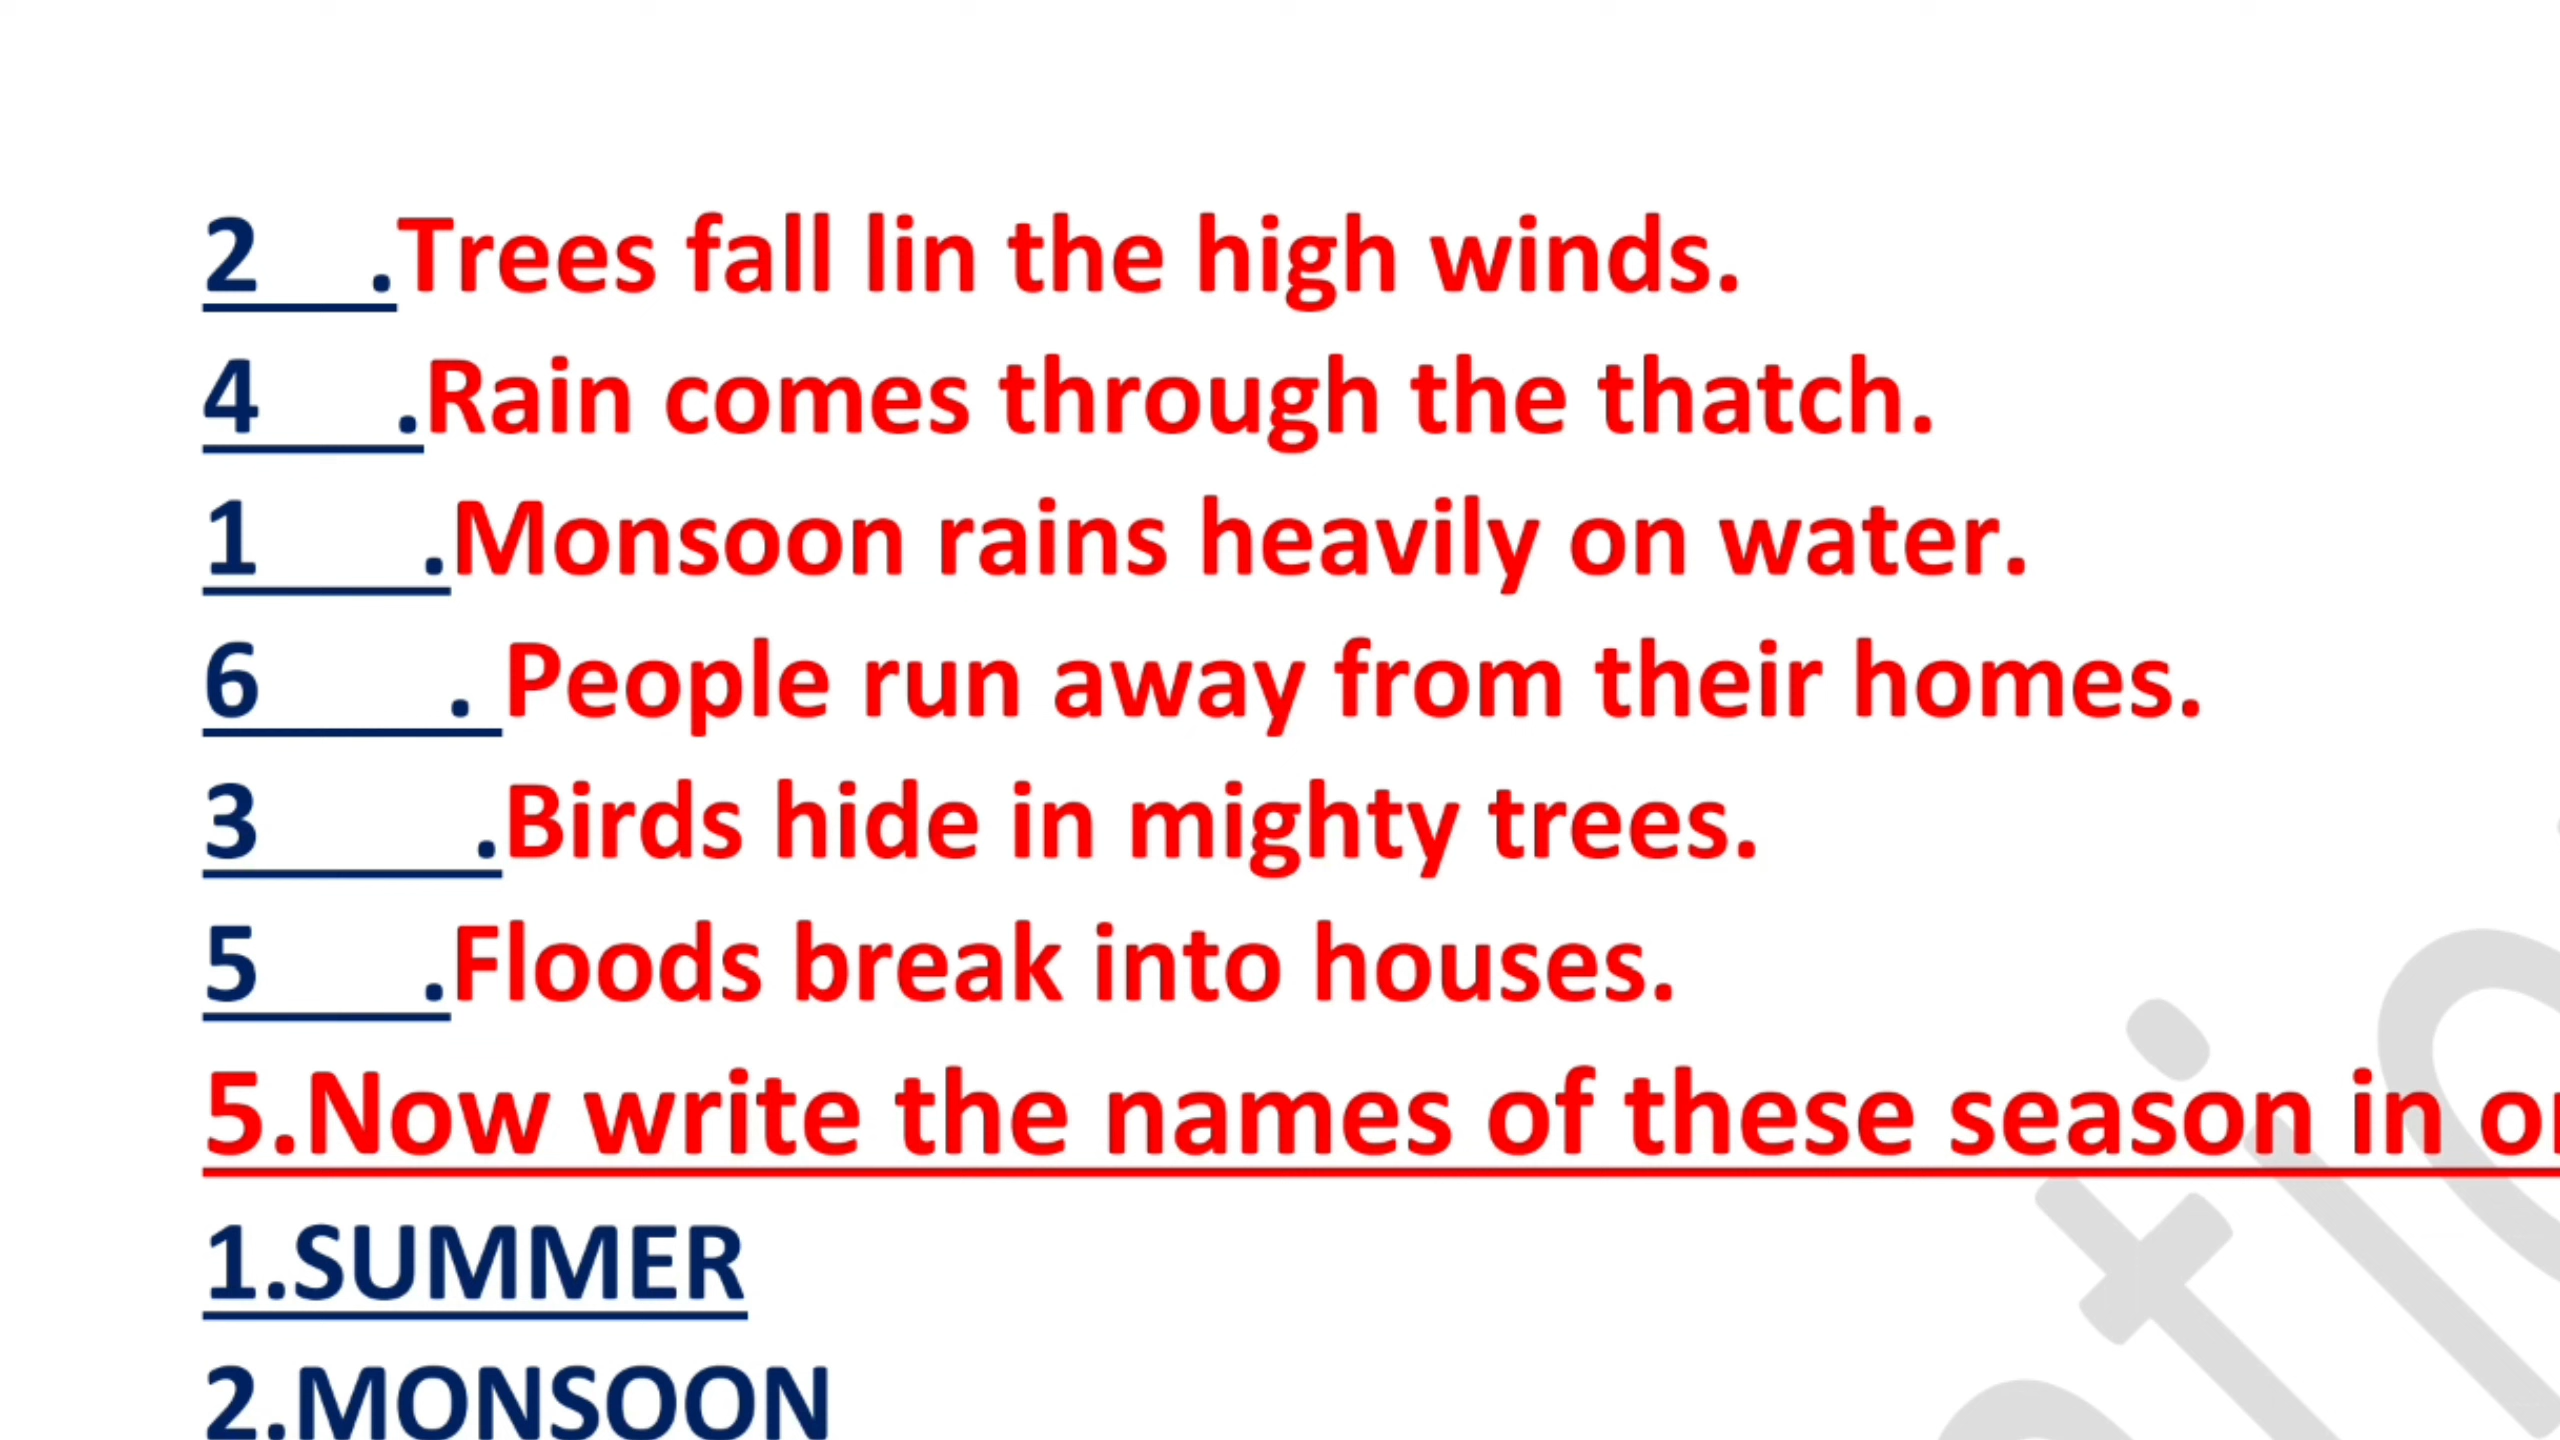 2 .Trees fall lin the high winds.
4 .Rain comes through the thatch.
1 .Monsoon rains heavily on water.
6 . People run away from their homes.
3 .Birds hide in mighty trees.
5 .Floods break into houses.
5.Now write the names of these season in or
1.SUMMER
2.MONSOON